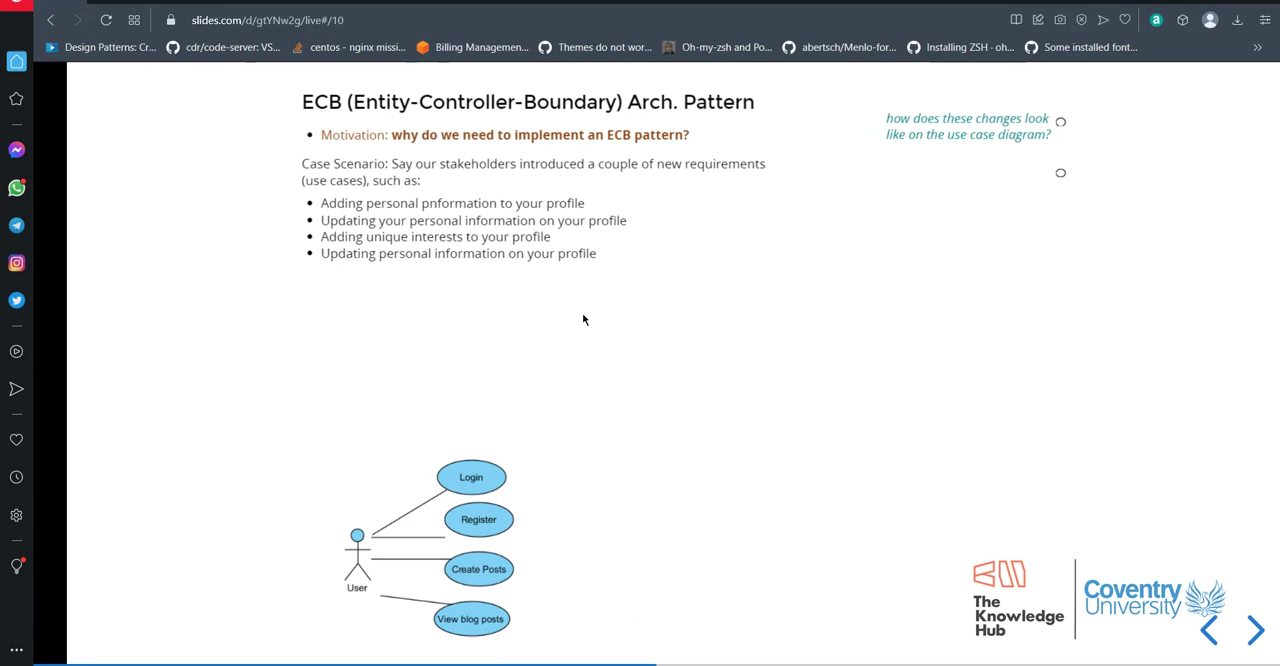 slides.com/d/gtYNw2g/live#/10
Design Patterns: Cr... cdr/code-server: VS... centos - nginx missi... Billing Managemen... Themes do not wor... Oh-my-zsh and Po... abertsch/Menlo-for... Installing ZSH · oh... Some installed font...
ECB (Entity-Controller-Boundary) Arch. Pattern
how does these changes look
like on the use case diagram?
Motivation: why do we need to implement an ECB pattern?
Case Scenario: Say our stakeholders introduced a couple of new requirements
(use cases), such as:
Adding personal pnformation to your profile
Updating your personal information on your profile
Adding unique interests to your profile
Updating personal information on your profile
Login
Register
Create Posts
User
View blog posts
The
Knowledge
Hub
Coventry
University